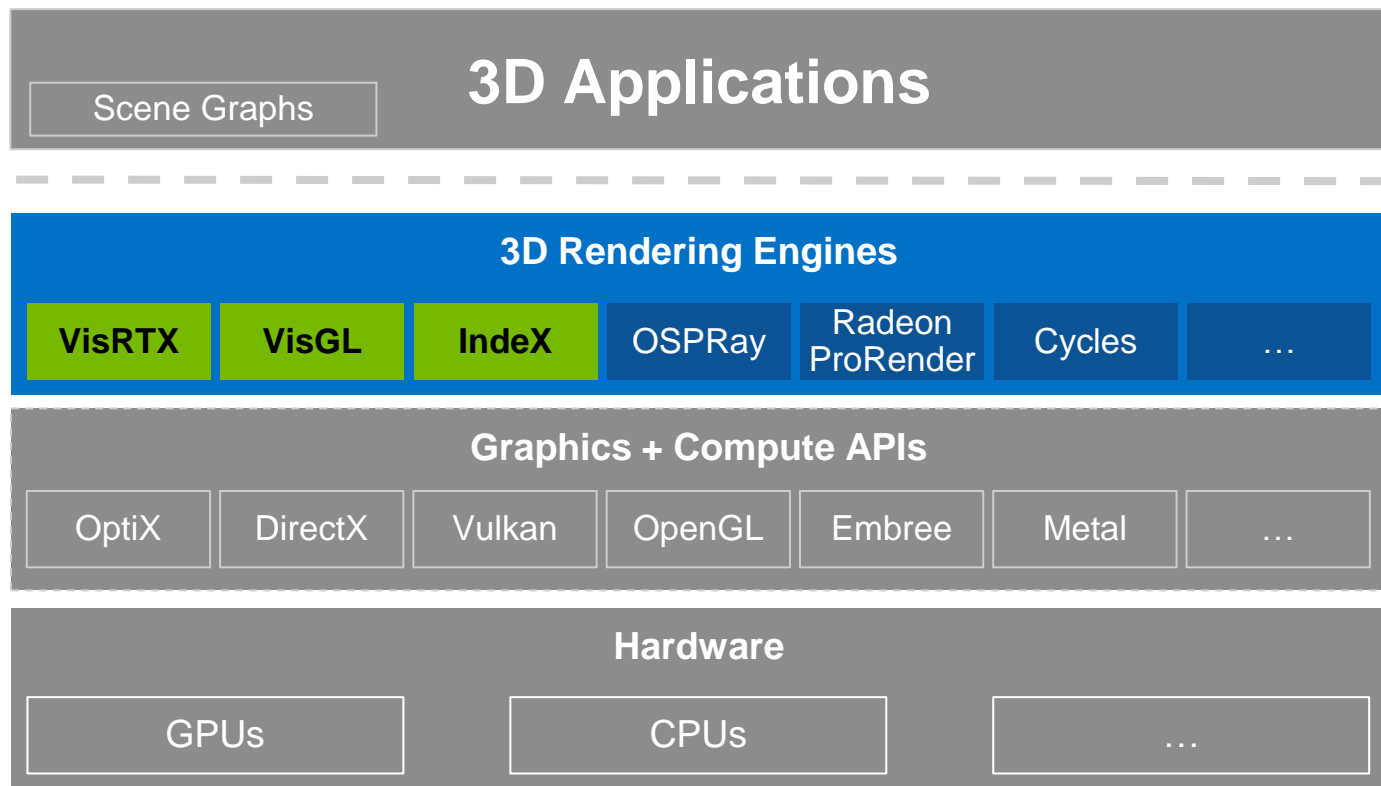 3D Applications
Scene Graphs
3D Rendering Engines
VisRTX
VisGL
IndeX
OSPRay
Radeon
ProRender
Cycles
…
Graphics + Compute APIs
OptiX
DirectX
Vulkan
OpenGL
Embree
Metal
…
Hardware
GPUs
CPUs
…